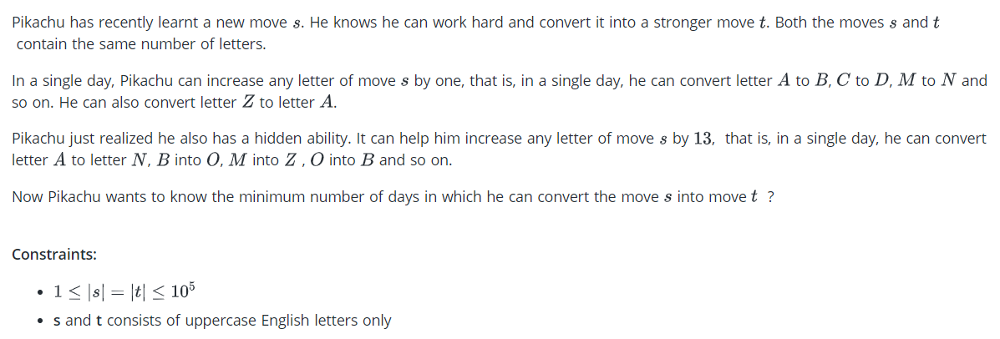 Pikachu has recently learnt a new move s. He knows he can work hard and convert it into a stronger move t. Both the moves s and t
contain the same number of letters.
In a single day, Pikachu can increase any letter of move s by one, that is, in a single day, he can convert letter A to B, C to D, M to N and
so on. He can also convert letter Z to letter A.
Pikachu just realized he also has a hidden ability. It can help him increase any letter of move s by 13, that is, in a single day, he can convert
letter A to letter N, B into O, M into Z , O into B and so on.
Now Pikachu wants to know the minimum number of days in which he can convert the move s into move t ?
Constraints:
• 1 ≤ |s| = |t| ≤ 10⁵
• s and t consists of uppercase English letters only